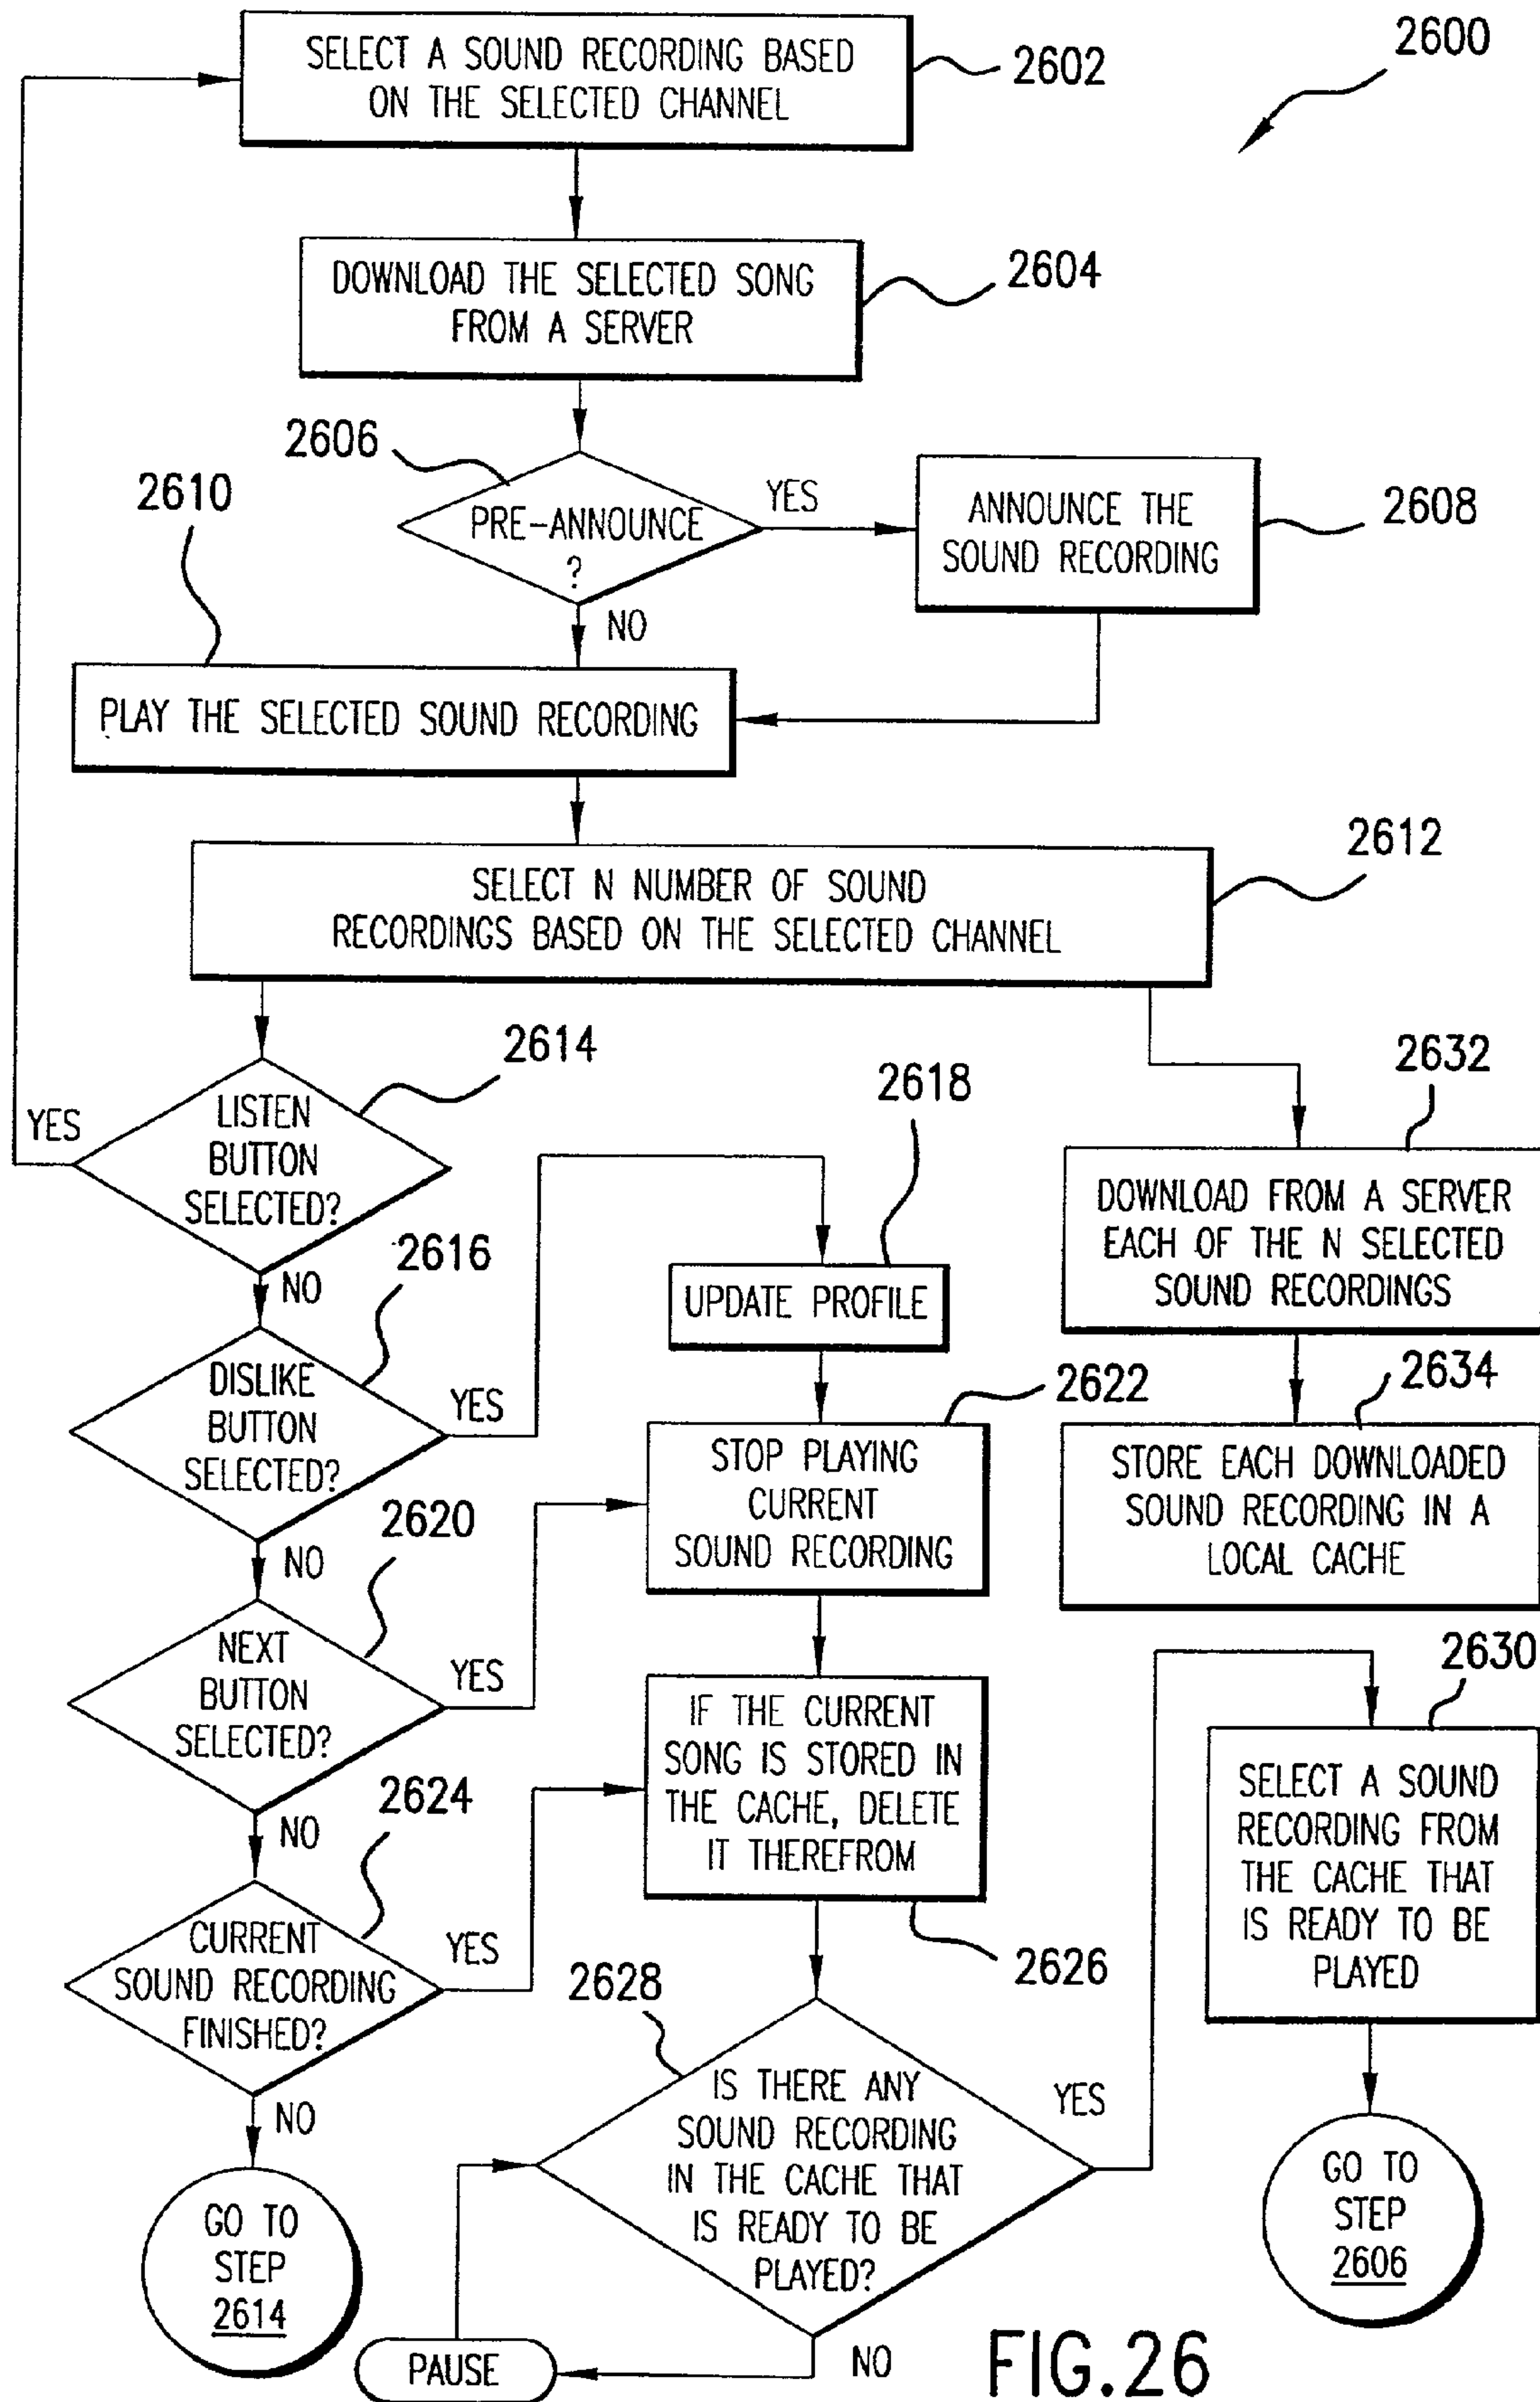 2600
SELECT A SOUND RECORDING BASED
ON THE SELECTED CHANNEL
2602
DOWNLOAD THE SELECTED SONG
FROM A SERVER
2604
2606
PRE-ANNOUNCE
?
YES
NO
ANNOUNCE THE
SOUND RECORDING
2608
2610
PLAY THE SELECTED SOUND RECORDING
2612
SELECT N NUMBER OF SOUND
RECORDINGS BASED ON THE SELECTED CHANNEL
2614
YES
LISTEN
BUTTON
SELECTED?
NO
2616
DISLIKE
BUTTON
SELECTED?
YES
NO
2618
UPDATE PROFILE
2620
NEXT
BUTTON
SELECTED?
YES
NO
2622
STOP PLAYING
CURRENT
SOUND RECORDING
2624
CURRENT
SOUND RECORDING
FINISHED?
YES
NO
GO TO
STEP
2614
IF THE CURRENT
SONG IS STORED IN
THE CACHE, DELETE
IT THEREFROM
2626
2628
IS THERE ANY
SOUND RECORDING
IN THE CACHE THAT
IS READY TO BE
PLAYED?
YES
NO
PAUSE
2632
DOWNLOAD FROM A SERVER
EACH OF THE N SELECTED
SOUND RECORDINGS
2634
STORE EACH DOWNLOADED
SOUND RECORDING IN A
LOCAL CACHE
2630
SELECT A SOUND
RECORDING FROM
THE CACHE THAT
IS READY TO BE
PLAYED
GO TO
STEP
2606
FIG.26